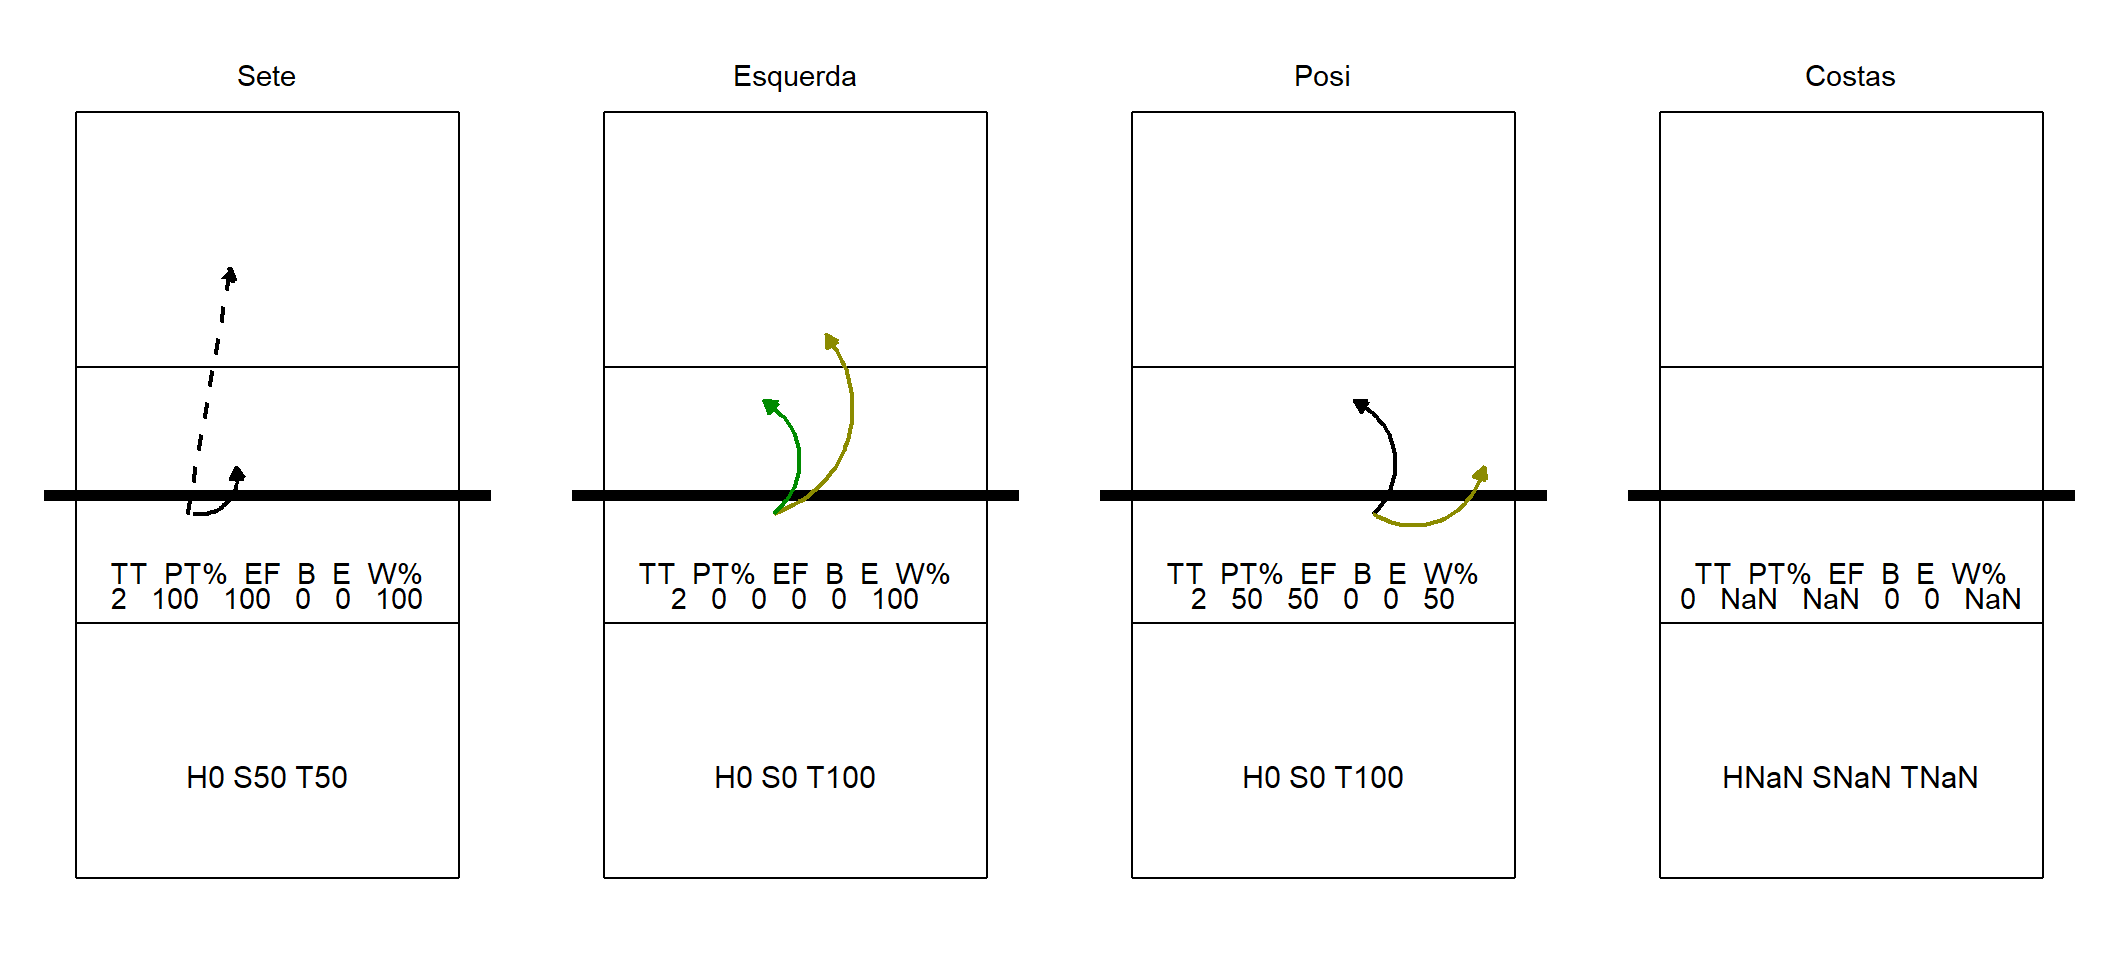 Sete
TT PT% EF B E W%
2 100 100 0 0 100
H0 S50 T50
Esquerda
TT PT% EF B E W%
2 0 0 0 0 100
H0 S0 T100
Posi
TT PT% EF B E W%
2 50 50 0 0 50
H0 S0 T100
Costas
TT PT% EF B E W%
0 NaN NaN 0 0 NaN
HNaN SNaN TNaN